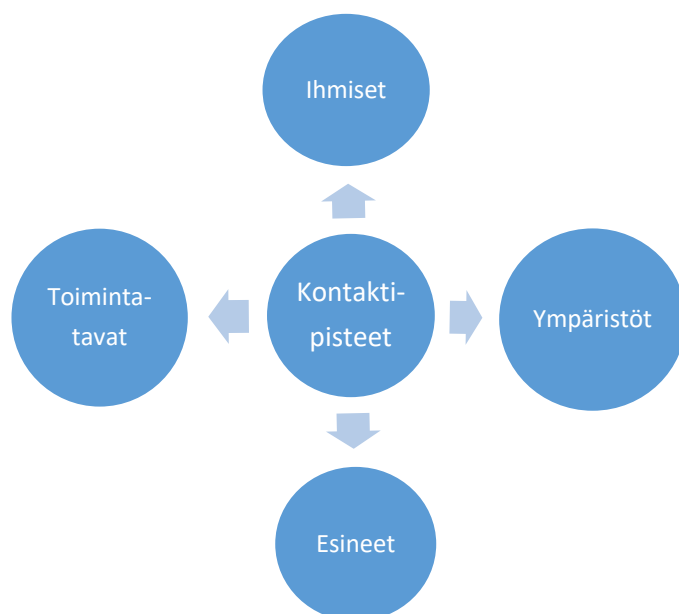 Ihmiset
Toiminta-
tavat
Kontakti-
pisteet
Ympäristöt
Esineet